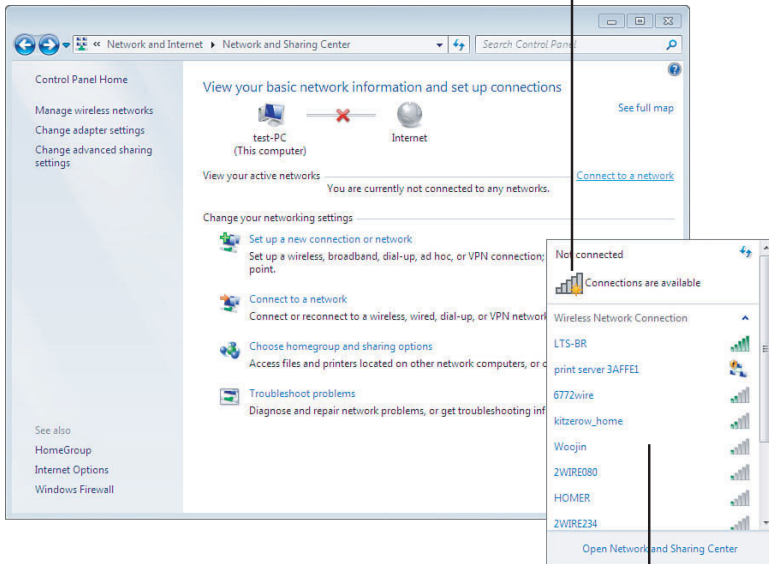 « Network and Internet ▸ Network and Sharing Center
Search Control Panel
Control Panel Home
Manage wireless networks
Change adapter settings
Change advanced sharing
settings
See also
HomeGroup
Internet Options
Windows Firewall
View your basic network information and set up connections
See full map
test-PC
(This computer)
Internet
View your active networks
Connect to a network
You are currently not connected to any networks.
Change your networking settings
Set up a new connection or network
Set up a wireless, broadband, dial-up, ad hoc, or VPN connection;
point.
Connect to a network
Connect or reconnect to a wireless, wired, dial-up, or VPN network
Choose homegroup and sharing options
Access files and printers located on other network computers, or
Troubleshoot problems
Diagnose and repair network problems, or get troubleshooting inf
Not connected
Connections are available
Wireless Network Connection
LTS-BR
print server 3AFFE1
6772wire
kitzerow_home
Woojin
2WIRE080
HOMER
2WIRE234
Open Network and Sharing Center